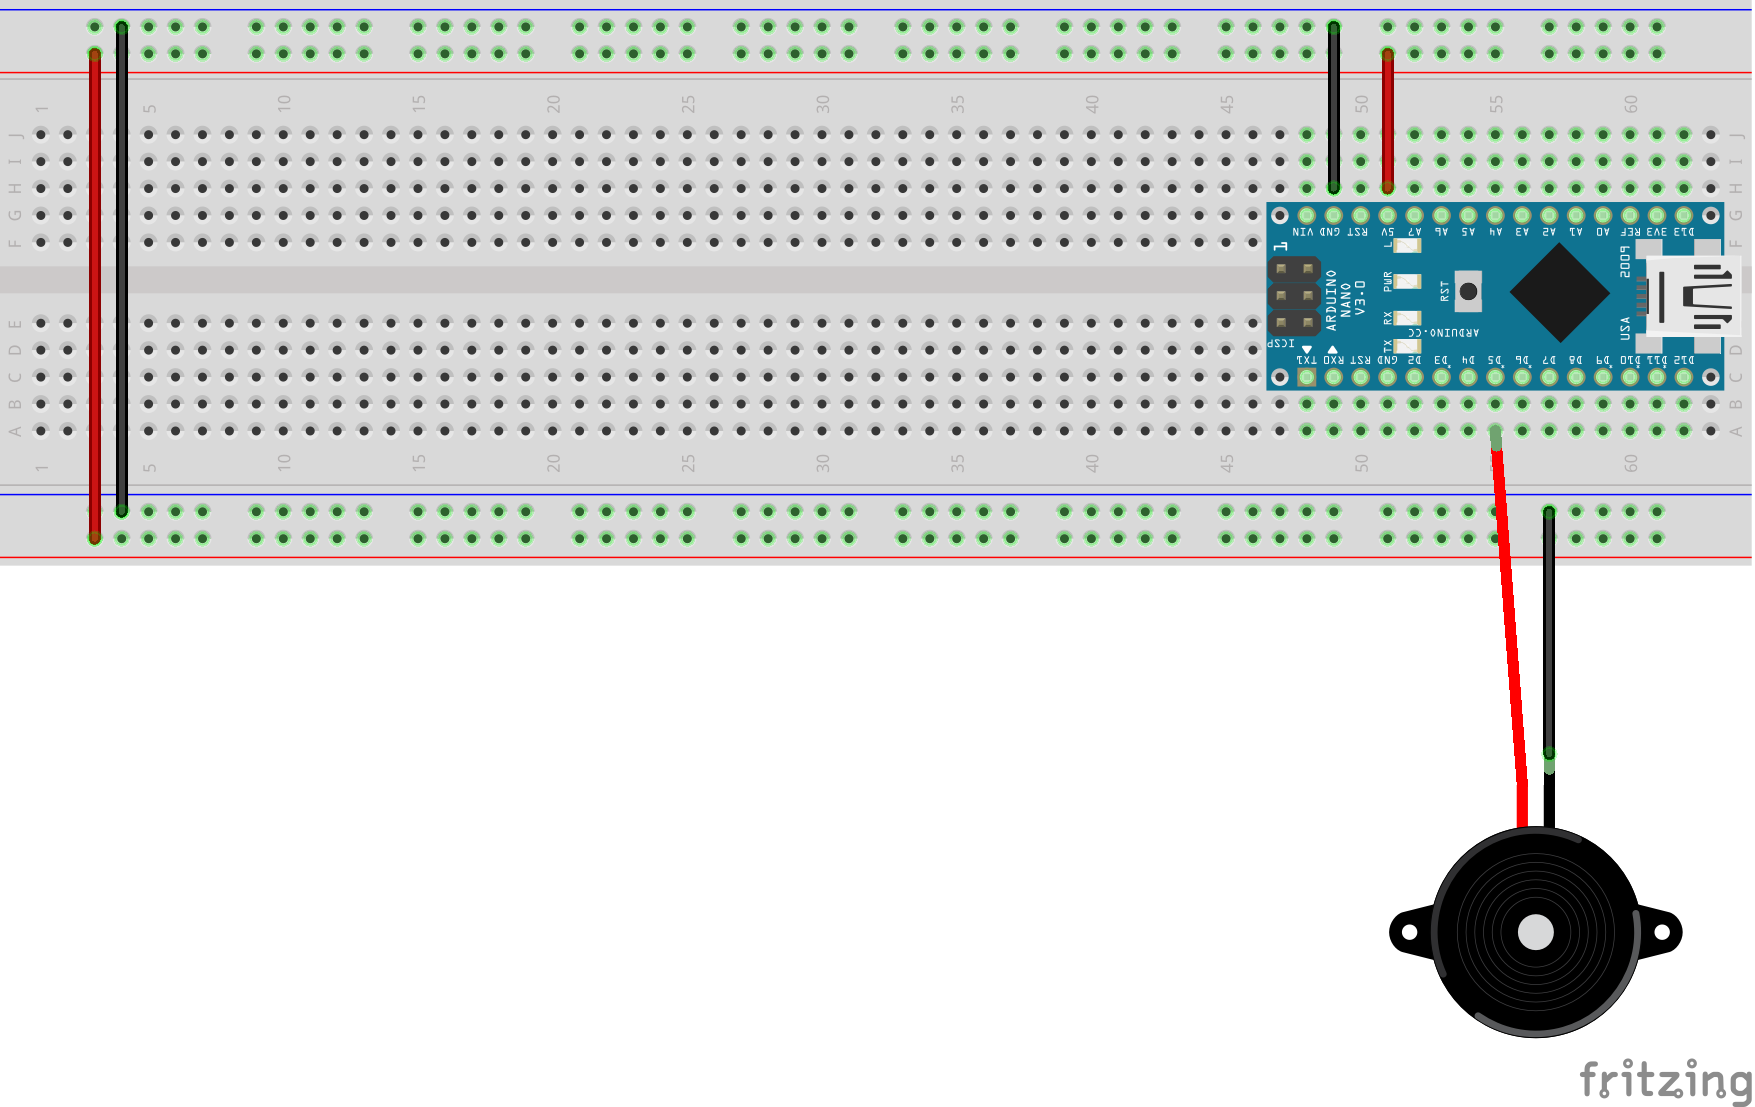 1 5 10 15 20 25 30 35 40 45 50 55 60
J J
I I
H H
G G
F F
VIN GND RST 5V A7 A6 A5 A4 A3 A2 A1 A0 REF 3V3 D13
L
PWR
RX
TX
RST
ARDUINO
NANO
V3.0
ARDUINO.CC
ICSP
USA
TX1 RX0 RST GND D2 D3 D4 D5 D6 D7 D8 D9 D10 D11 D12
E
D D
C C
B B
A A
1 5 10 15 20 25 30 35 40 45 50 60
fritzing